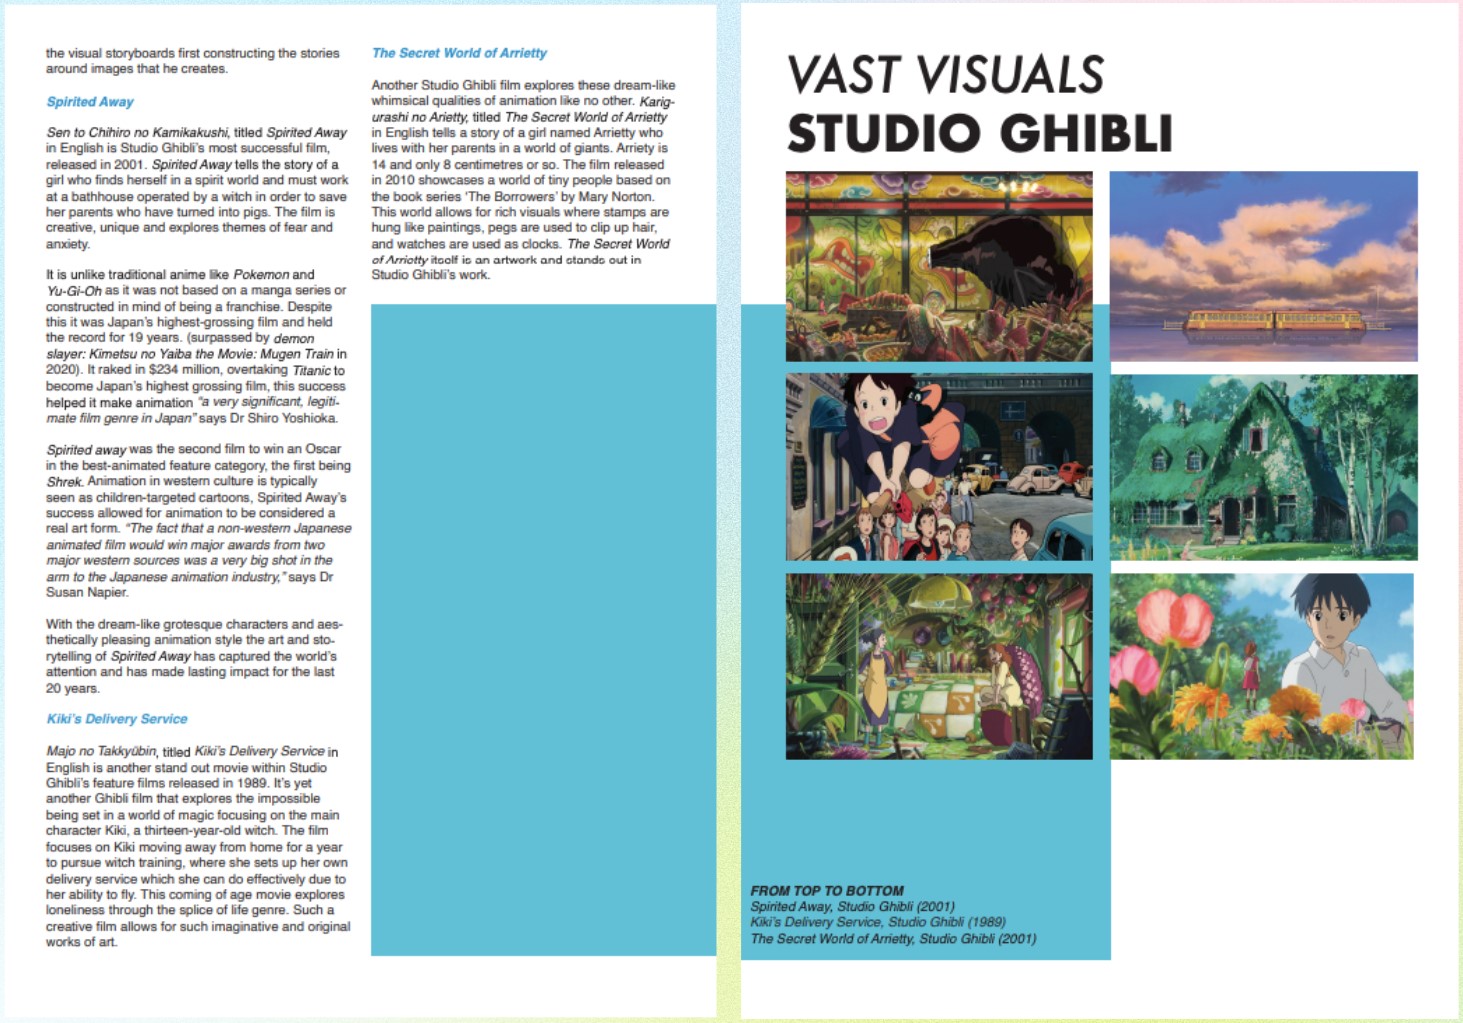 the visual storyboards first constructing the stories
around images that he creates.
Spirited Away
Sen to Chihiro no Kamikakushi, titled Spirited Away
in English is Studio Ghibli's most successful film,
released in 2001. Spirited Away tells the story of a
girl who finds herself in a spirit world and must work
at a bathhouse operated by a witch in order to save
her parents who have turned into pigs. The film is
creative, unique and explores themes of fear and
anxiety.
It is unlike traditional anime like Pokemon and
Yu-Gi-Oh as it was not based on a manga series or
constructed in mind of being a franchise. Despite
this it was Japan's highest-grossing film and held
the record for 19 years. (surpassed by demon
slayer: Kimetsu no Yaiba the Movie: Mugen Train in
2020). It raked in $234 million, overtaking Titanic to
become Japan's highest grossing film, this success
helped it make animation "a very significant, legiti-
mate film genre in Japan" says Dr Shiro Yoshioka.
Spirited away was the second film to win an Oscar
in the best-animated feature category, the first being
Shrek. Animation in western culture is typically
seen as children-targeted cartoons, Spirited Away's
success allowed for animation to be considered a
real art form. "The fact that a non-western Japanese
animated film would win major awards from two
major western sources was a very big shot in the
arm to the Japanese animation industry," says Dr
Susan Napier.
With the dream-like grotesque characters and aes-
thetically pleasing animation style the art and sto-
rytelling of Spirited Away has captured the world's
attention and has made lasting impact for the last
20 years.
Kiki's Delivery Service
Majo no Takkyūbin, titled Kiki's Delivery Service in
English is another stand out movie within Studio
Ghibli's feature films released in 1989. It's yet
another Ghibli film that explores the impossible
being set in a world of magic focusing on the main
character Kiki, a thirteen-year-old witch. The film
focuses on Kiki moving away from home for a year
to pursue witch training, where she sets up her own
delivery service which she can do effectively due to
her ability to fly. This coming of age movie explores
loneliness through the splice of life genre. Such a
creative film allows for such imaginative and original
works of art.
The Secret World of Arrietty
Another Studio Ghibli film explores these dream-like
whimsical qualities of animation like no other. Karig-
urashi no Arietty, titled The Secret World of Arrietty
in English tells a story of a girl named Arrietty who
lives with her parents in a world of giants. Arriety is
14 and only 8 centimetres or so. The film released
in 2010 showcases a world of tiny people based on
the book series 'The Borrowers' by Mary Norton.
This world allows for rich visuals where stamps are
hung like paintings, pegs are used to clip up hair,
and watches are used as clocks. The Secret World
of Arrietty itself is an artwork and stands out in
Studio Ghibli's work.
VAST VISUALS
STUDIO GHIBLI
FROM TOP TO BOTTOM
Spirited Away, Studio Ghibli (2001)
Kiki's Delivery Service, Studio Ghibli (1989)
The Secret World of Arrietty, Studio Ghibli (2001)